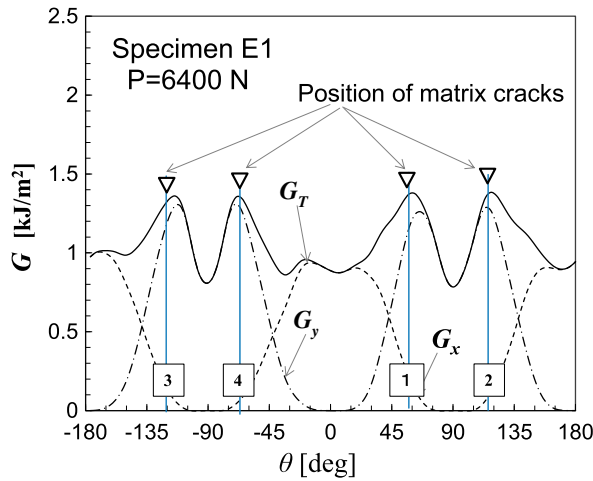 2.5
Specimen E1
P=6400 N
2
Position of matrix cracks
1.5
G_T
G [kJ/m²]
1
G_y
G_x
0.5
3 4 1 2
0
-180 -135 -90 -45 0 45 90 135 180
θ [deg]